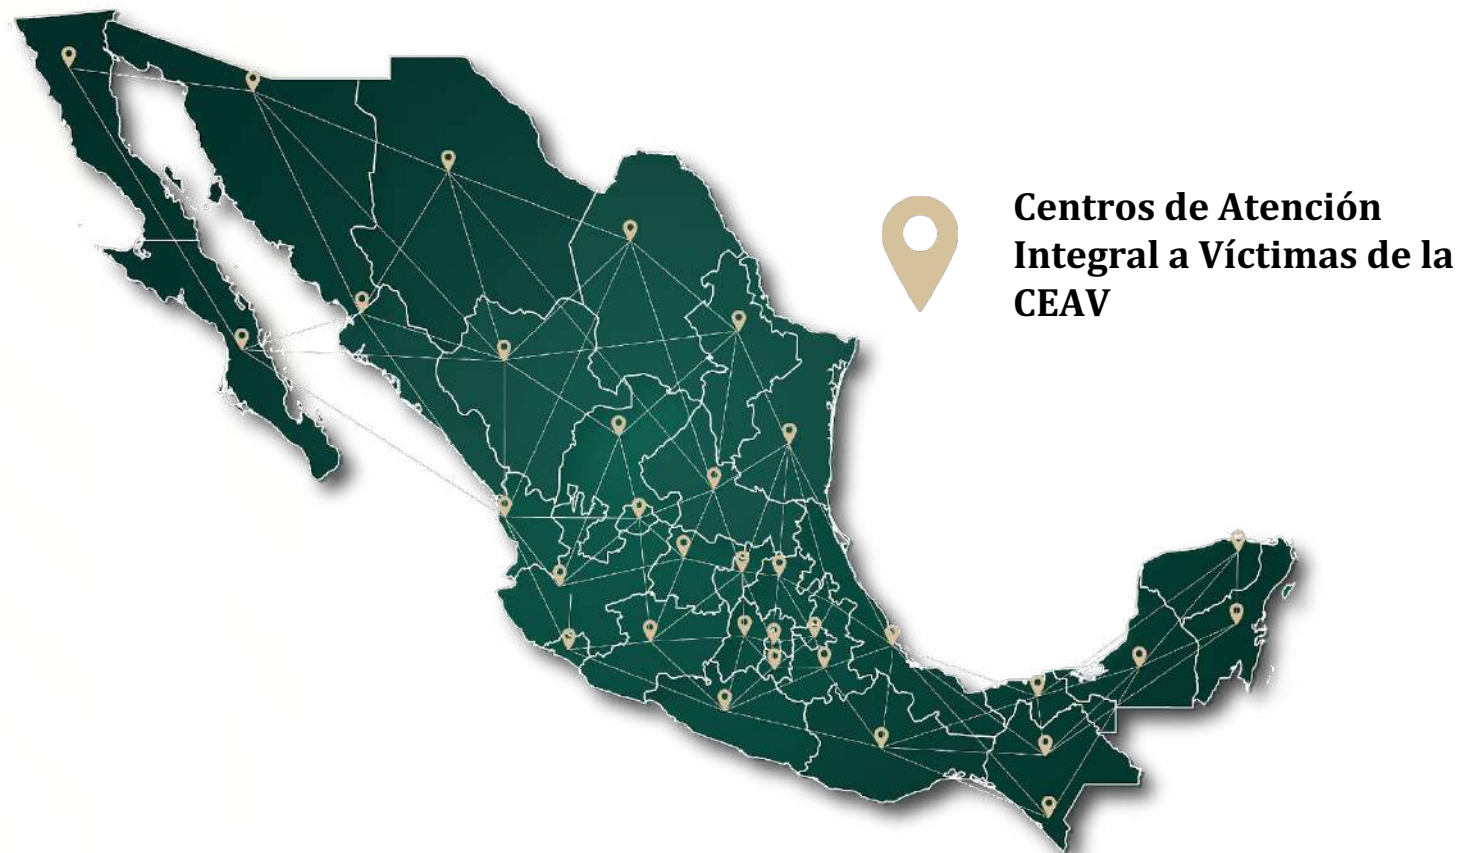 Centros de Atención
Integral a Víctimas de la
CEAV